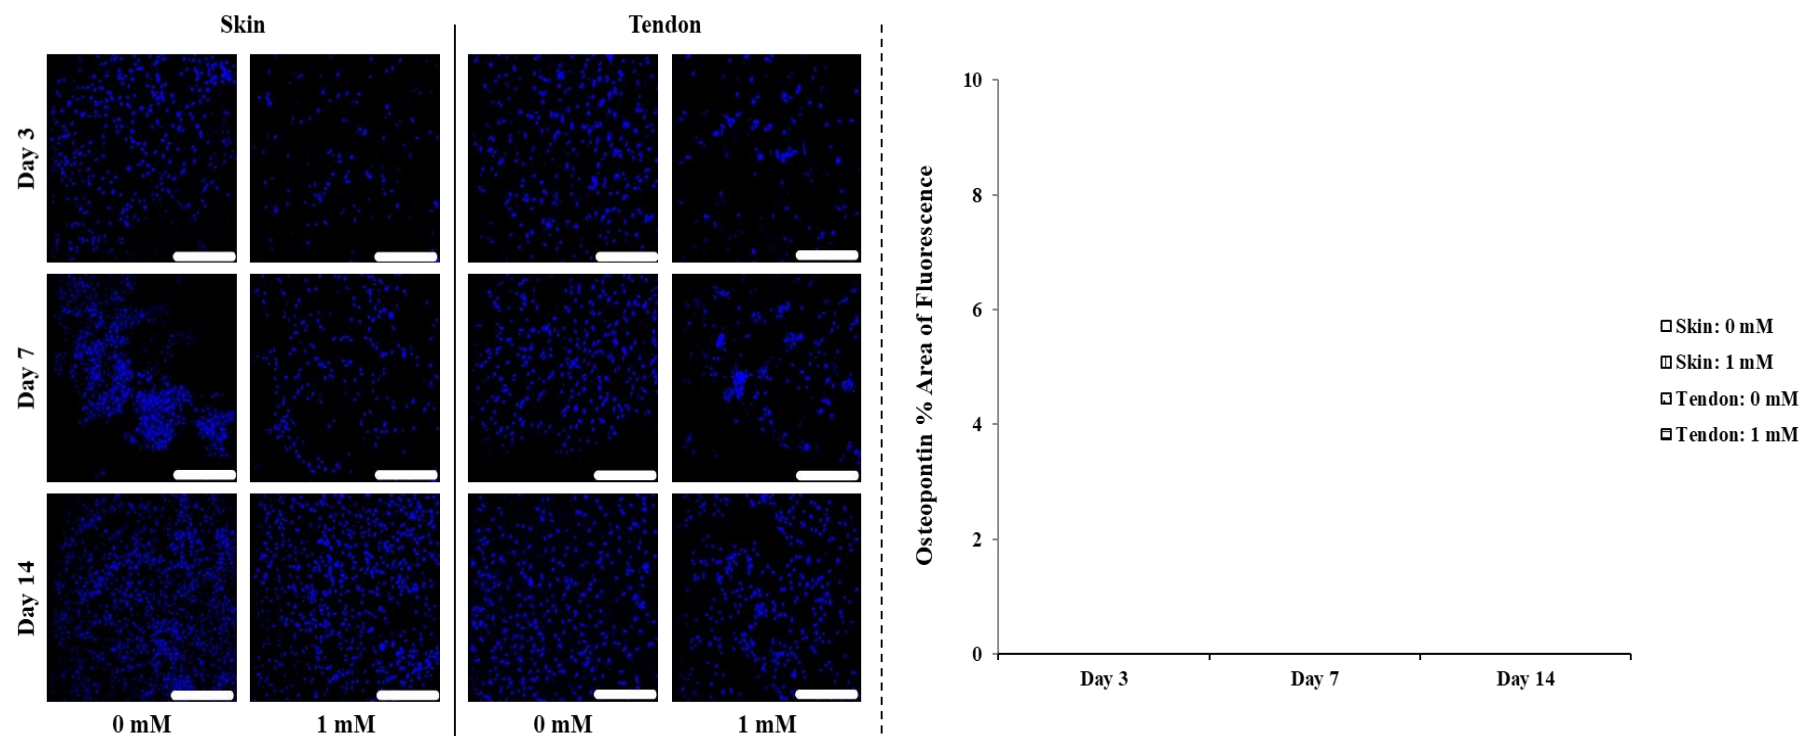 Skin
Tendon
Day 3
Day 7
Day 14
0 mM
1 mM
0 mM
1 mM
Osteopontin % Area of Fluorescence
10
8
6
4
2
0
Day 3
Day 7
Day 14
Skin: 0 mM
Skin: 1 mM
Tendon: 0 mM
Tendon: 1 mM